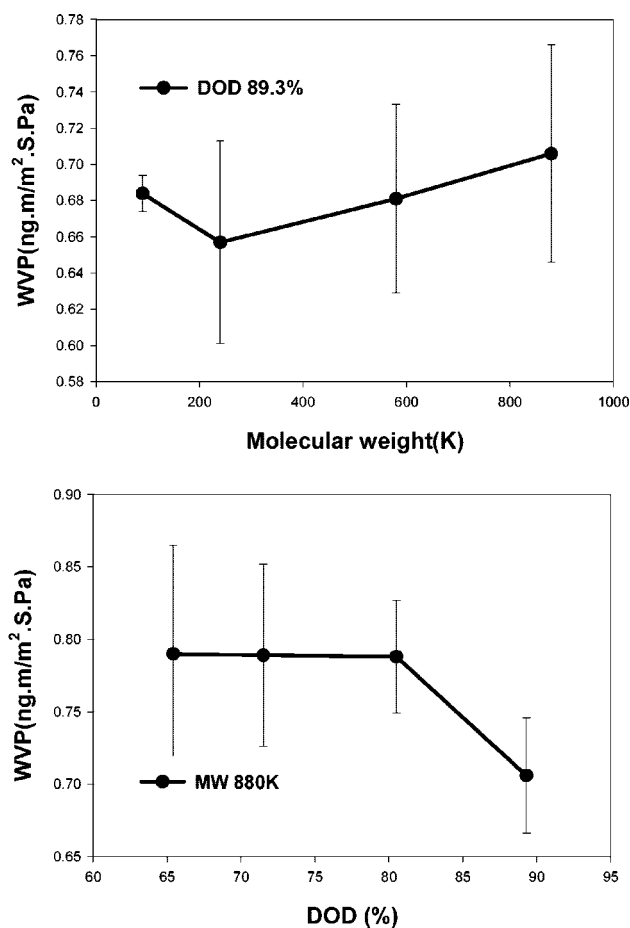 0.78
0.76
0.74
0.72
0.70
0.68
0.66
0.64
0.62
0.60
0.58
WVP(ng.m/m².S.Pa)
DOD 89.3%
0 200 400 600 800 1000
Molecular weight(K)
0.90
0.85
0.80
0.75
0.70
0.65
WVP(ng.m/m².S.Pa)
MW 880K
60 65 70 75 80 85 90 95
DOD (%)